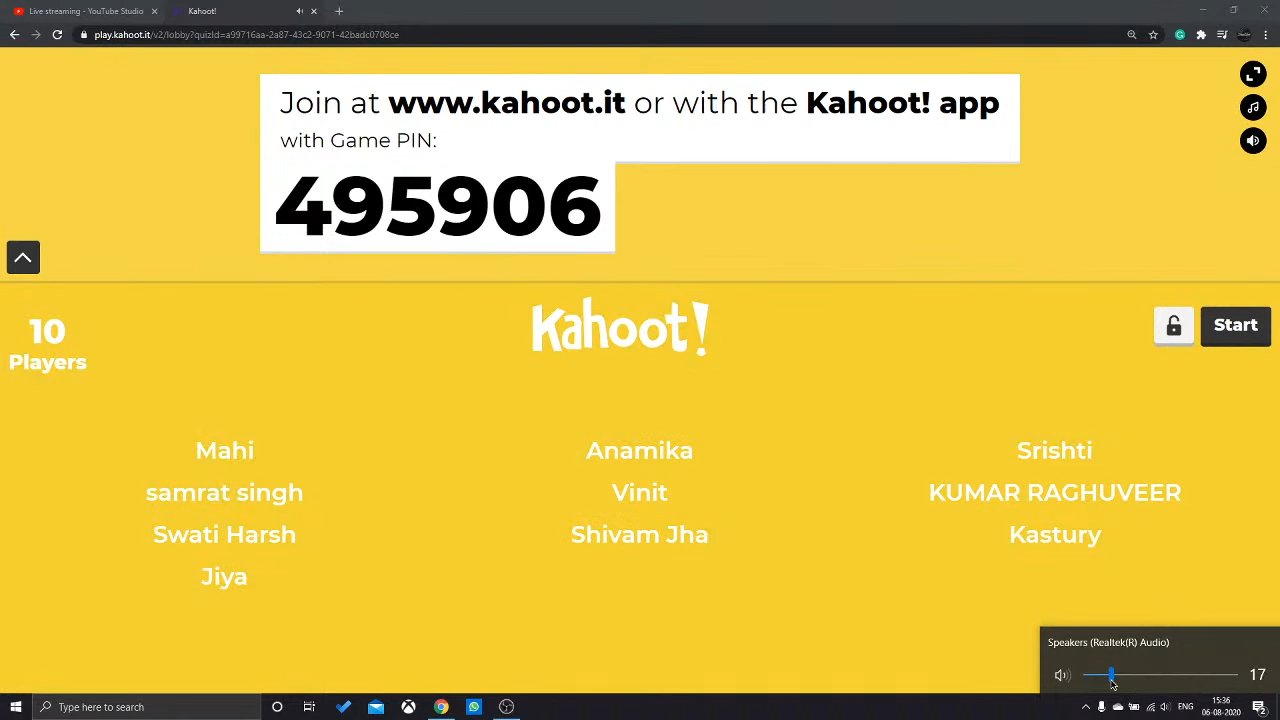 Live streaming - YouTube Studio
Kahoot!
play.kahoot.it/v2/lobby?quizId=a99716aa-2a87-43c2-9071-42badc0708ce
Join at www.kahoot.it or with the Kahoot! app
with Game PIN:
495906
10
Players
Kahoot!
Start
Mahi
Anamika
Srishti
samrat singh
Vinit
KUMAR RAGHUVEER
Swati Harsh
Shivam Jha
Kastury
Jiya
Speakers (Realtek(R) Audio)
17
Type here to search
ENG
15:36
06-08-2020
2